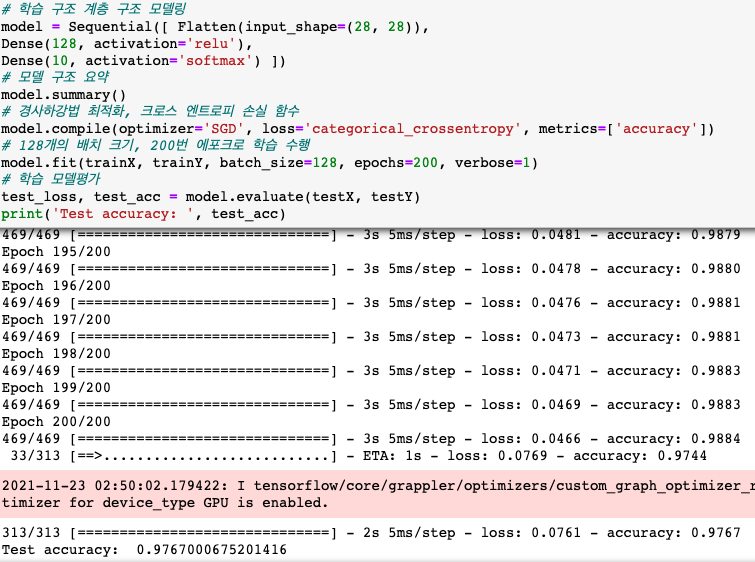 # 학습 구조 계층 구조 모델링
model = Sequential([ Flatten(input_shape=(28, 28)),
Dense(128, activation='relu'),
Dense(10, activation='softmax') ])
# 모델 구조 요약
model.summary()
# 경사하강법 최적화, 크로스 엔트로피 손실 함수
model.compile(optimizer='SGD', loss='categorical_crossentropy', metrics=['accuracy'])
# 128개의 배치 크기, 200번 에포크로 학습 수행
model.fit(trainX, trainY, batch_size=128, epochs=200, verbose=1)
# 학습 모델평가
test_loss, test_acc = model.evaluate(testX, testY)
print('Test accuracy: ', test_acc)
469/469 [==============================] - 3s 5ms/step - loss: 0.0481 - accuracy: 0.9879
Epoch 195/200
469/469 [==============================] - 3s 5ms/step - loss: 0.0478 - accuracy: 0.9880
Epoch 196/200
469/469 [==============================] - 3s 5ms/step - loss: 0.0476 - accuracy: 0.9881
Epoch 197/200
469/469 [==============================] - 3s 5ms/step - loss: 0.0473 - accuracy: 0.9881
Epoch 198/200
469/469 [==============================] - 3s 5ms/step - loss: 0.0471 - accuracy: 0.9883
Epoch 199/200
469/469 [==============================] - 3s 5ms/step - loss: 0.0469 - accuracy: 0.9883
Epoch 200/200
469/469 [==============================] - 3s 5ms/step - loss: 0.0466 - accuracy: 0.9884
33/313 [==>...........................] - ETA: 1s - loss: 0.0769 - accuracy: 0.9744
2021-11-23 02:50:02.179422: I tensorflow/core/grappler/optimizers/custom_graph_optimizer_r
timizer for device_type GPU is enabled.
313/313 [==============================] - 2s 5ms/step - loss: 0.0761 - accuracy: 0.9767
Test accuracy:  0.9767000675201416